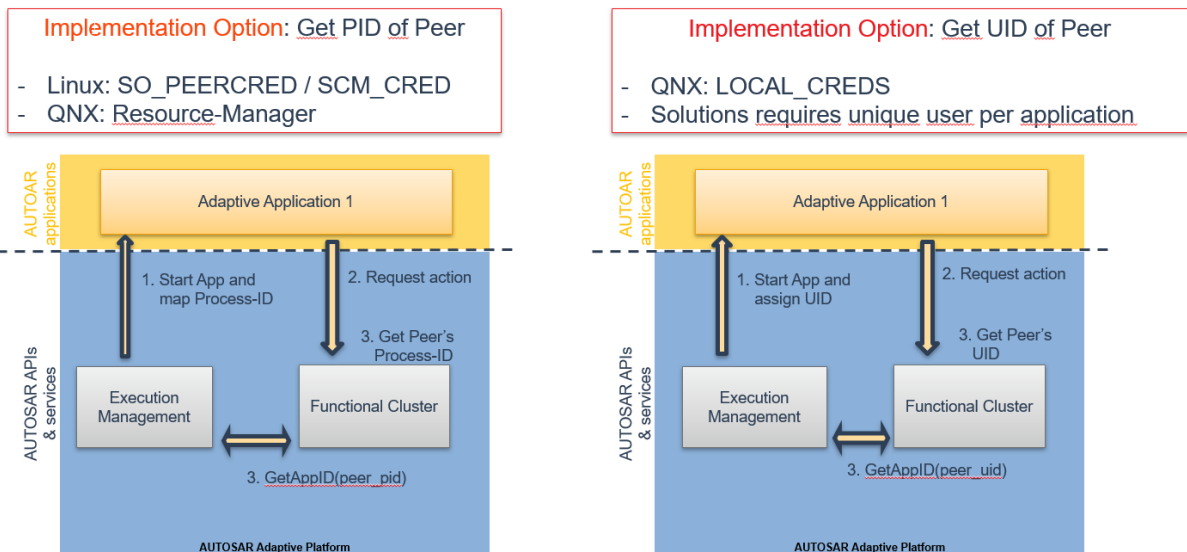 Implementation Option: Get PID of Peer
- Linux: SO_PEERCRED / SCM_CRED
- QNX: Resource-Manager
AUTOAR
applications
Adaptive Application 1
1. Start App and
map Process-ID
2. Request action
3. Get Peer's
Process-ID
AUTOSAR APIs
& services
Execution
Management
Functional Cluster
3. GetAppID(peer_pid)
AUTOSAR Adaptive Platform
Implementation Option: Get UID of Peer
- QNX: LOCAL_CREDS
- Solutions requires unique user per application
AUTOAR
applications
Adaptive Application 1
1. Start App and
assign UID
2. Request action
3. Get Peer's
UID
AUTOSAR APIs
& services
Execution
Management
Functional Cluster
3. GetAppID(peer_uid)
AUTOSAR Adaptive Platform